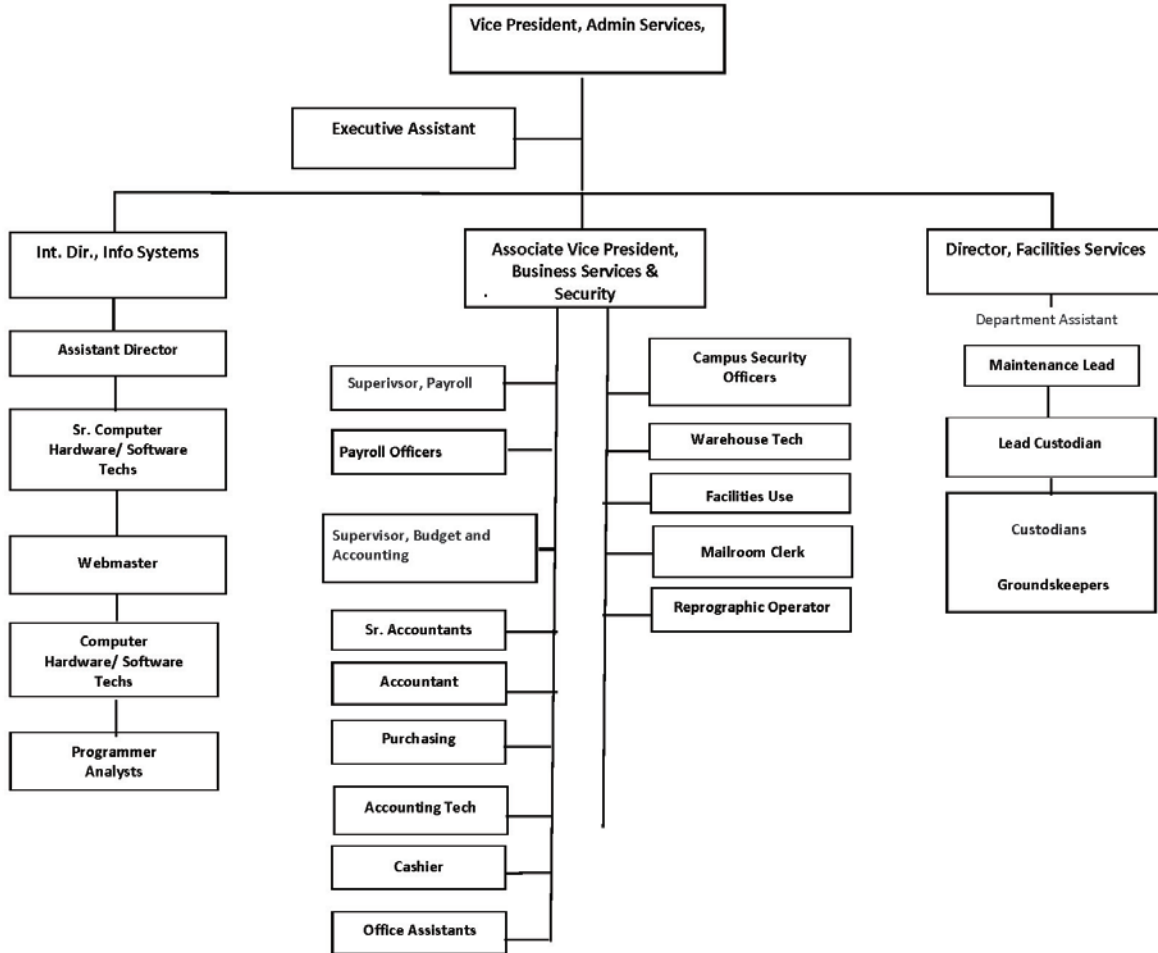 Vice President, Admin Services,
Executive Assistant
Int. Dir., Info Systems
Assistant Director
Sr. Computer
Hardware/ Software
Techs
Webmaster
Computer
Hardware/ Software
Techs
Programmer
Analysts
Associate Vice President,
Business Services &
Security
Superivsor, Payroll
Payroll Officers
Supervisor, Budget and
Accounting
Sr. Accountants
Accountant
Purchasing
Accounting Tech
Cashier
Office Assistants
Campus Security
Officers
Warehouse Tech
Facilities Use
Mailroom Clerk
Reprographic Operator
Director, Facilities Services
Department Assistant
Maintenance Lead
Lead Custodian
Custodians
Groundskeepers